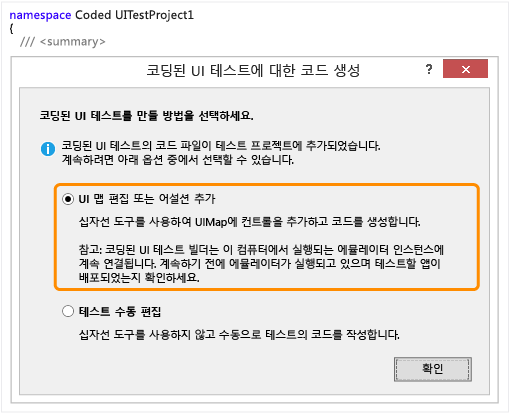 namespace Coded UITestProject1
{
/// <summary>
코딩된 UI 테스트에 대한 코드 생성
?
코딩된 UI 테스트를 만들 방법을 선택하세요.
코딩된 UI 테스트의 코드 파일이 테스트 프로젝트에 추가되었습니다.
계속하려면 아래 옵션 중에서 선택할 수 있습니다.
UI 맵 편집 또는 어설션 추가
십자선 도구를 사용하여 UIMap에 컨트롤을 추가하고 코드를 생성합니다.
참고: 코딩된 UI 테스트 빌더는 이 컴퓨터에서 실행되는 에뮬레이터 인스턴스에
계속 연결됩니다. 계속하기 전에 에뮬레이터가 실행되고 있으며 테스트할 앱이
배포되었는지 확인하세요.
테스트 수동 편집
십자선 도구를 사용하지 않고 수동으로 테스트의 코드를 작성합니다.
확인